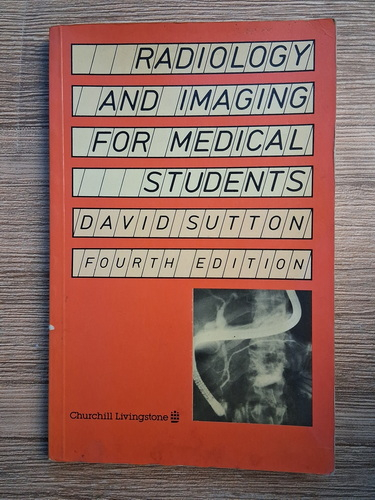 RADIOLOGY
AND IMAGING
FOR MEDICAL
STUDENTS
DAVID SUTTON
FOURTH EDITION
Churchill Livingstone